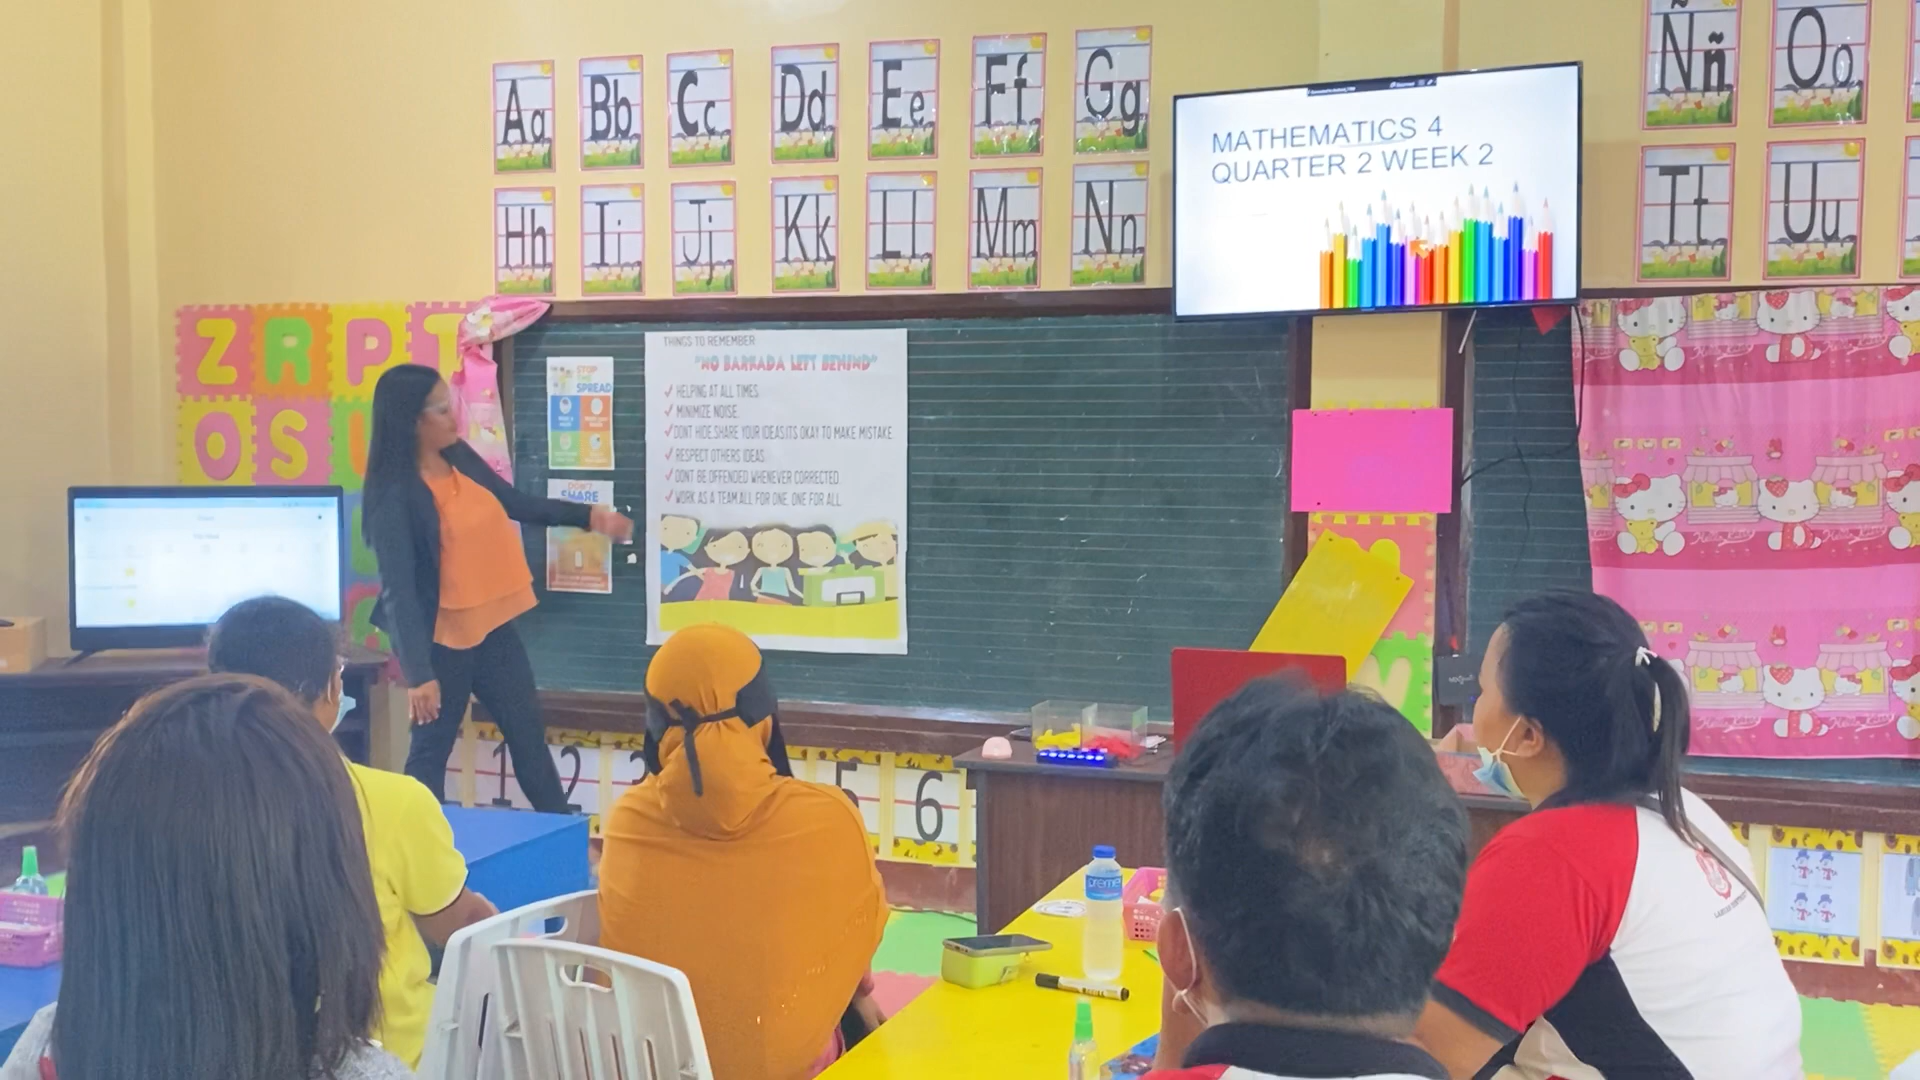 Aa
Bb
Cc
Dd
Ee
Ff
Gg
Hh
Ii
Jj
Kk
Ll
Mm
Nn
Ññ
Oo
Tt
Uu
MATHEMATICS 4
QUARTER 2 WEEK 2
Z R P T
O S
STOP
THE
SPREAD
DON'T
SHARE
THINGS TO REMEMBER
"NO BARKADA LEFT BEHIND"
HELPING AT ALL TIMES.
MINIMIZE NOISE.
DONT HIDE.SHARE YOUR IDEAS.ITS OKAY TO MAKE MISTAKE.
RESPECT OTHERS IDEAS.
DONT BE OFFENDED WHENEVER CORRECTED.
WORK AS A TEAM.ALL FOR ONE, ONE FOR ALL.
Hello Kitty
1
2
3
5
6
M